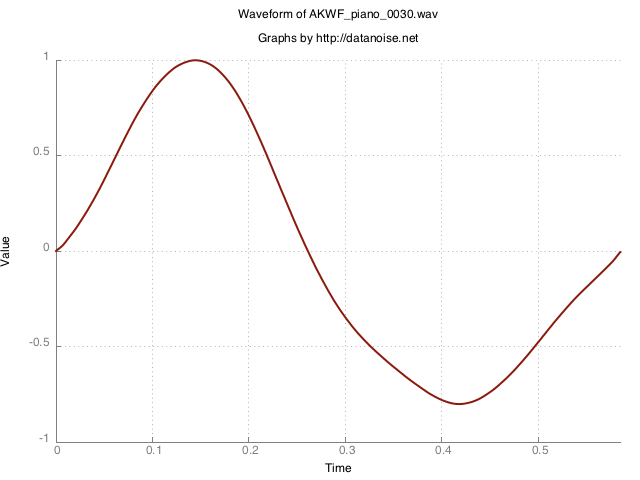 Waveform of AKWF_piano_0030.wav
Graphs by http://datanoise.net
1
0.5
0
-0.5
-1
Value
0 0.1 0.2 0.3 0.4 0.5
Time